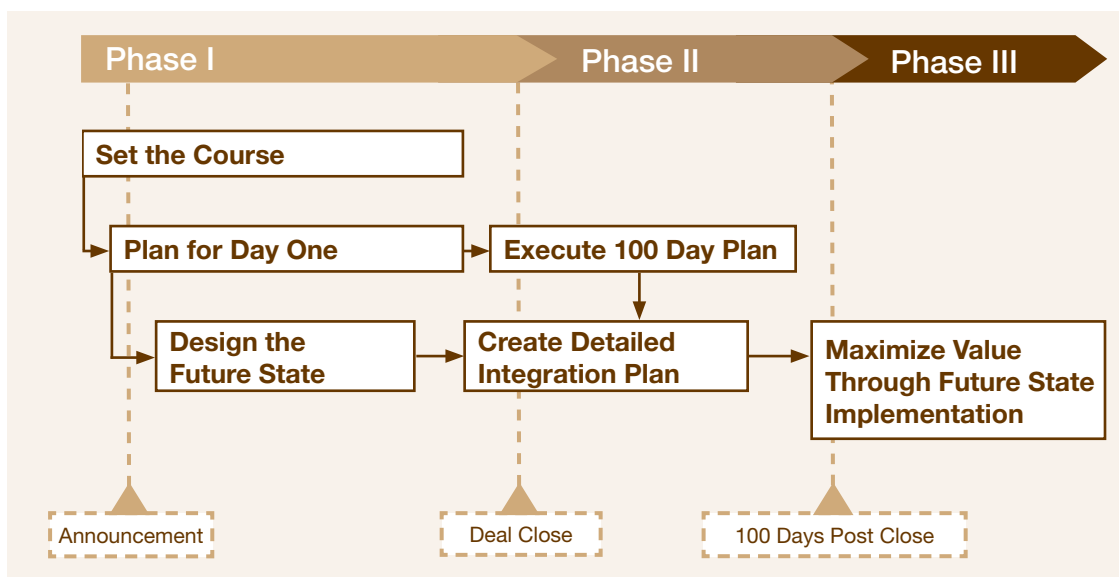 Phase I
Phase II
Phase III
Set the Course
Plan for Day One
Execute 100 Day Plan
Design the
Future State
Create Detailed
Integration Plan
Maximize Value
Through Future State
Implementation
Announcement
Deal Close
100 Days Post Close